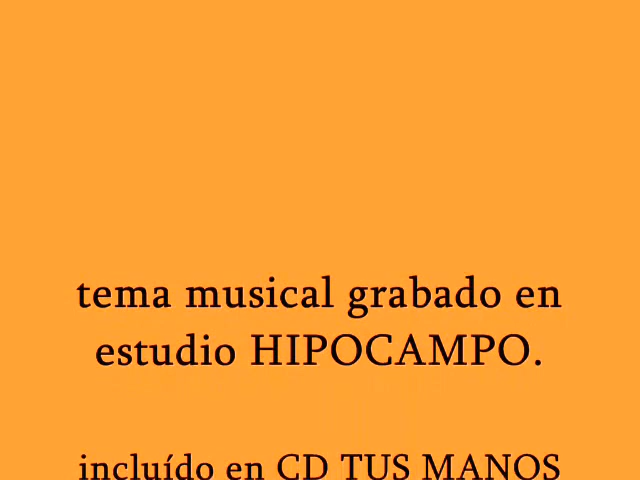 tema musical grabado en
estudio HIPOCAMPO.
incluído en CD TUS MANOS